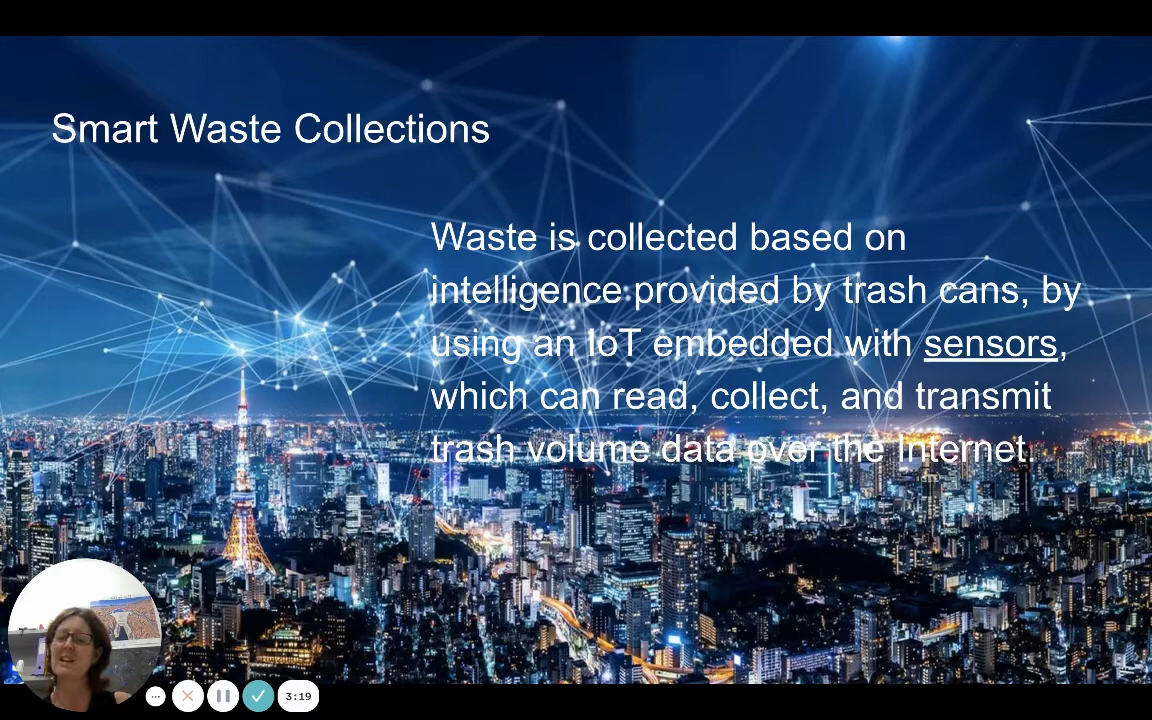 Smart Waste Collections
Waste is collected based on
intelligence provided by trash cans, by
using an IoT embedded with sensors,
which can read, collect, and transmit
trash volume data over the Internet.
3:19